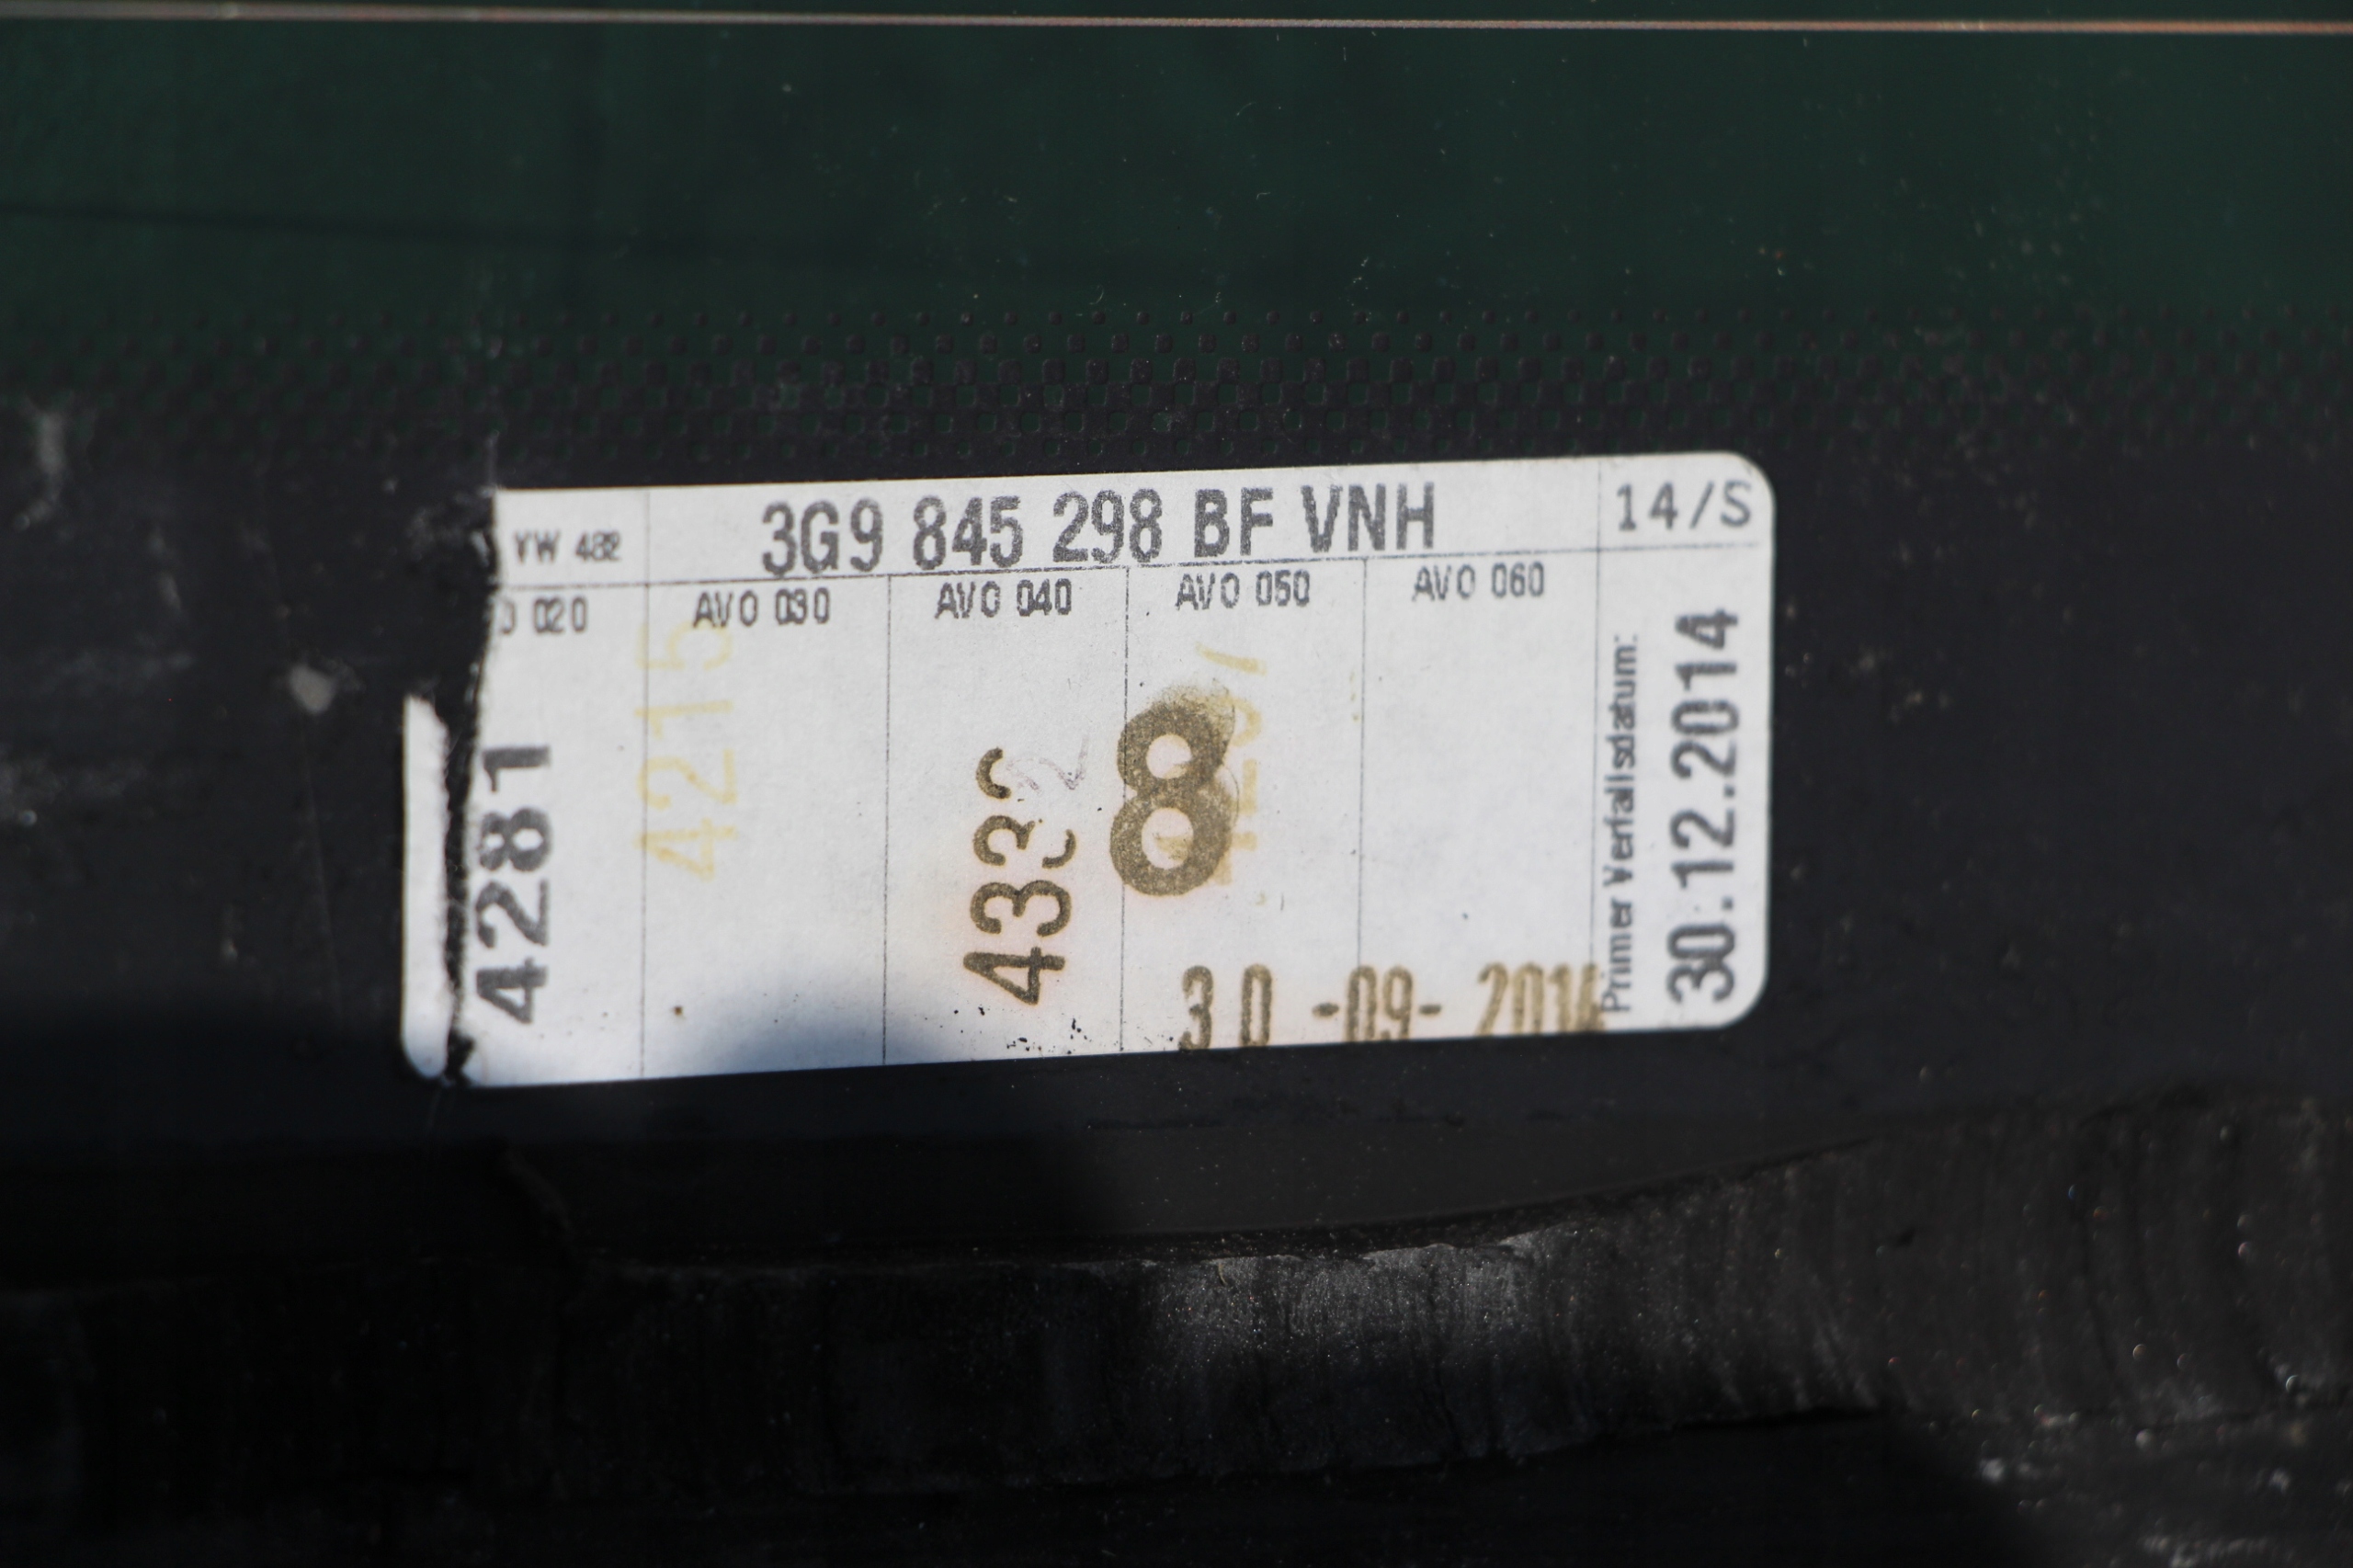 VW 482 3G9 845 298 BF VNH 14/S
020 AVO 030 AVO 040 AVO 050 AVO 060
4281
4215
8
30 -09- 2014
Primer Verfallsdatum:
30.12.2014